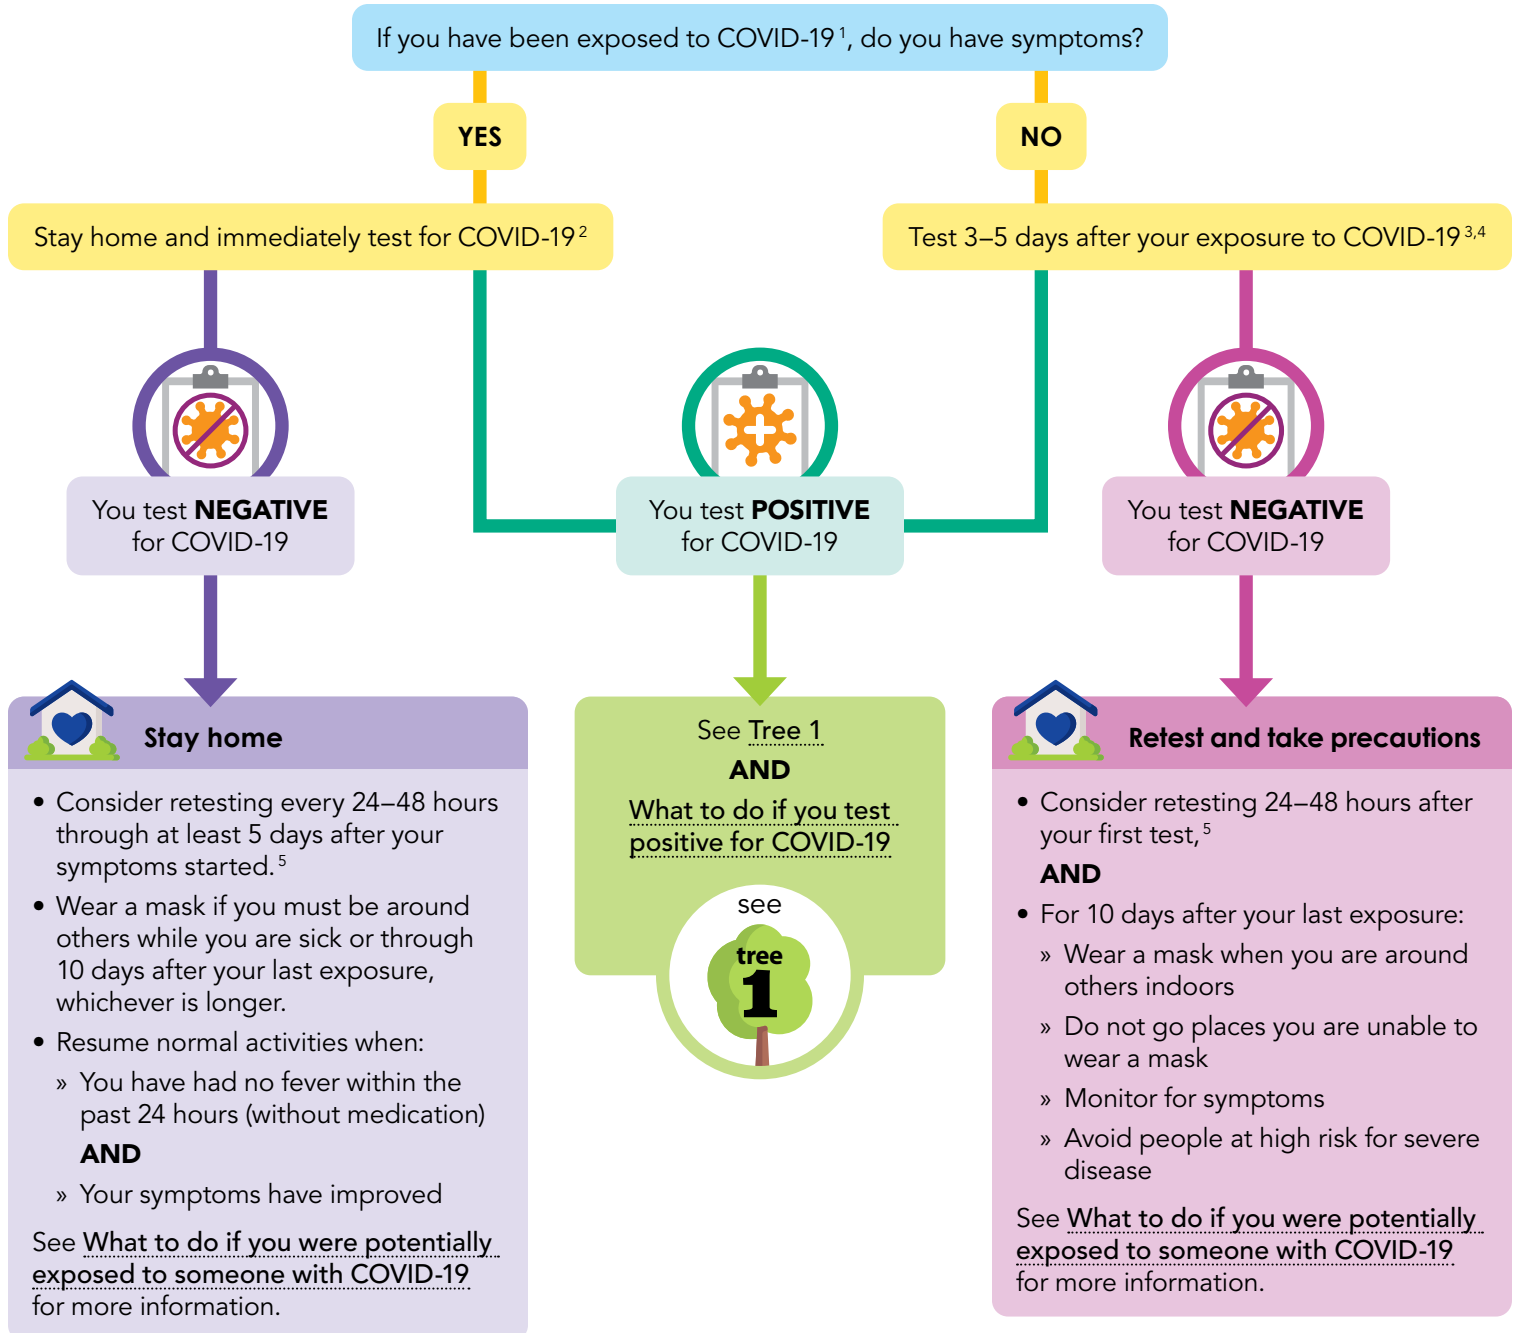 If you have been exposed to COVID-19 1, do you have symptoms?
YES
NO
Stay home and immediately test for COVID-19 2
Test 3–5 days after your exposure to COVID-19 3,4
You test NEGATIVE
for COVID-19
You test POSITIVE
for COVID-19
You test NEGATIVE
for COVID-19
Stay home
• Consider retesting every 24–48 hours
through at least 5 days after your
symptoms started. 5
• Wear a mask if you must be around
others while you are sick or through
10 days after your last exposure,
whichever is longer.
• Resume normal activities when:
» You have had no fever within the
past 24 hours (without medication)
AND
» Your symptoms have improved
See What to do if you were potentially
exposed to someone with COVID-19
for more information.
See Tree 1
AND
What to do if you test
positive for COVID-19
see
tree
1
Retest and take precautions
• Consider retesting 24–48 hours after
your first test, 5
AND
• For 10 days after your last exposure:
» Wear a mask when you are around
others indoors
» Do not go places you are unable to
wear a mask
» Monitor for symptoms
» Avoid people at high risk for severe
disease
See What to do if you were potentially
exposed to someone with COVID-19
for more information.